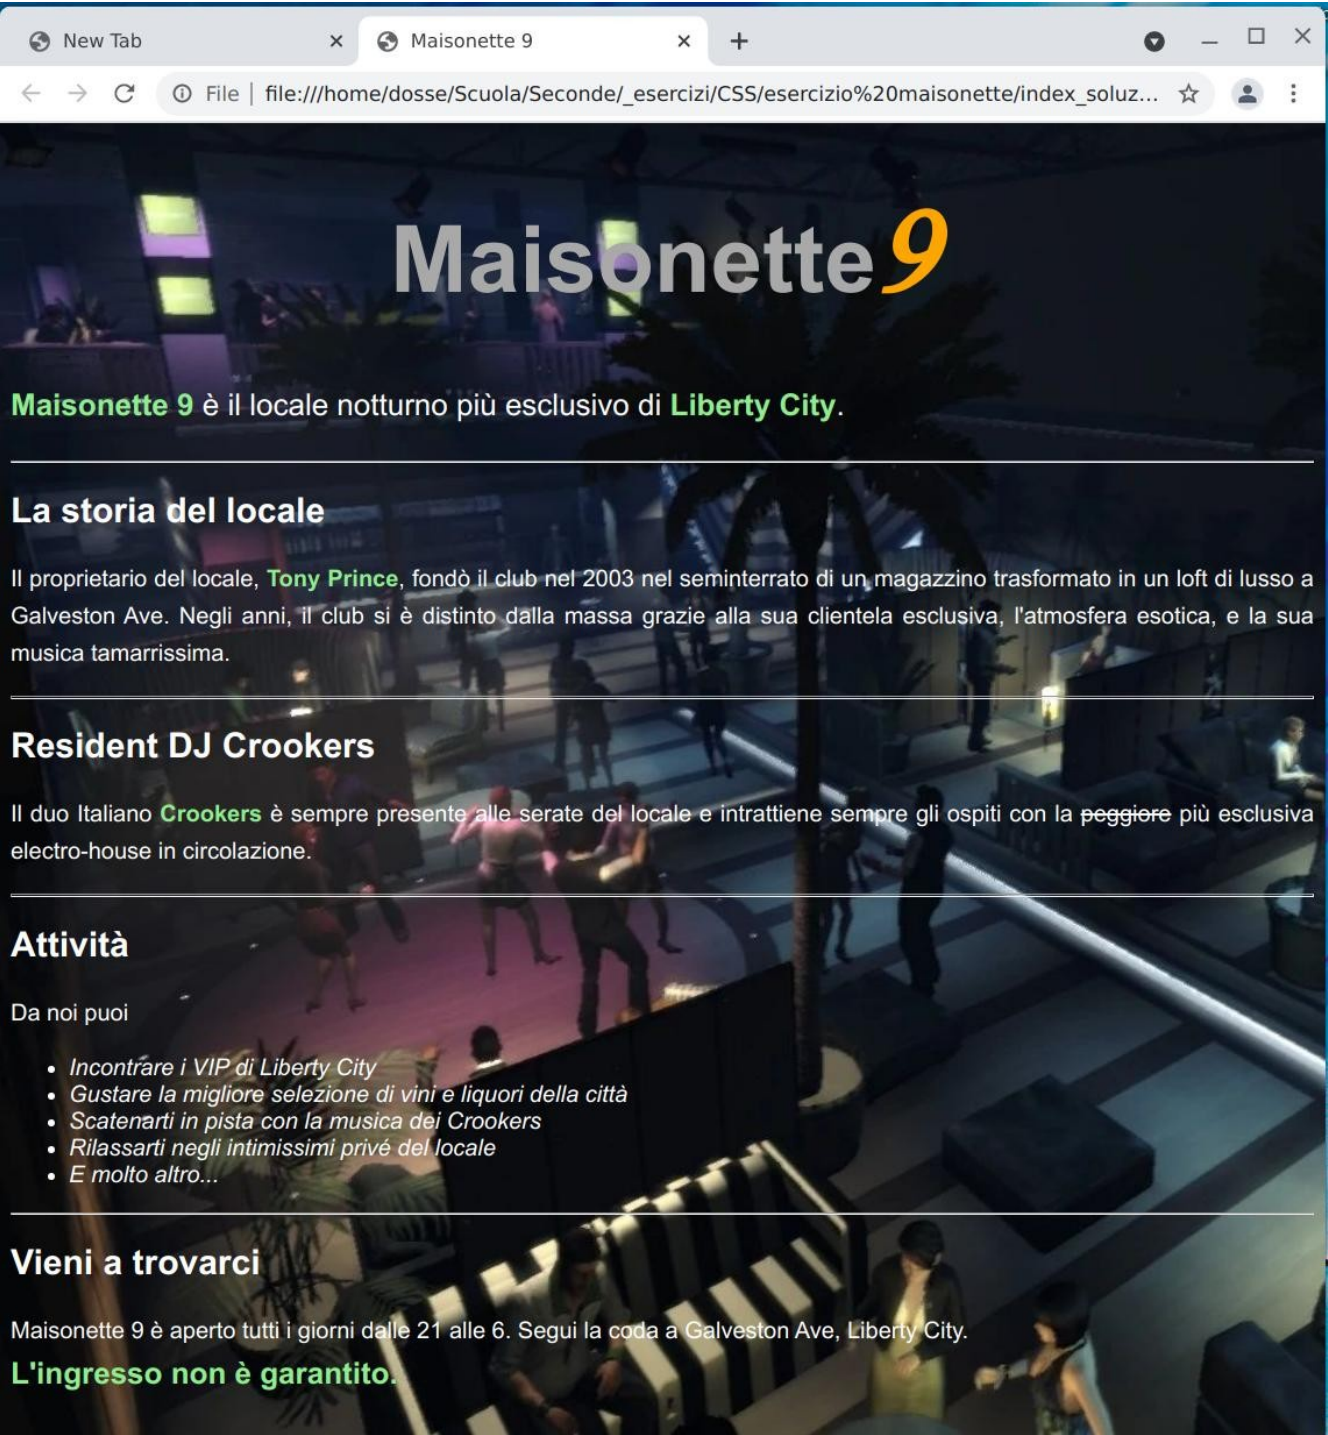 New Tab
Maisonette 9
File
file:///home/dosse/Scuola/Seconde/_esercizi/CSS/esercizio%20maisonette/index_soluz...
Maisonette9
Maisonette 9 è il locale notturno più esclusivo di Liberty City.
La storia del locale
Il proprietario del locale, Tony Prince, fondò il club nel 2003 nel seminterrato di un magazzino trasformato in un loft di lusso a
Galveston Ave. Negli anni, il club si è distinto dalla massa grazie alla sua clientela esclusiva, l'atmosfera esotica, e la sua
musica tamarrissima.
Resident DJ Crookers
Il duo Italiano Crookers è sempre presente alle serate del locale e intrattiene sempre gli ospiti con la peggiore più esclusiva
electro-house in circolazione.
Attività
Da noi puoi
Incontrare i VIP di Liberty City
Gustare la migliore selezione di vini e liquori della città
Scatenarti in pista con la musica dei Crookers
Rilassarti negli intimissimi privé del locale
E molto altro...
Vieni a trovarci
Maisonette 9 è aperto tutti i giorni dalle 21 alle 6. Segui la coda a Galveston Ave, Liberty City.
L'ingresso non è garantito.